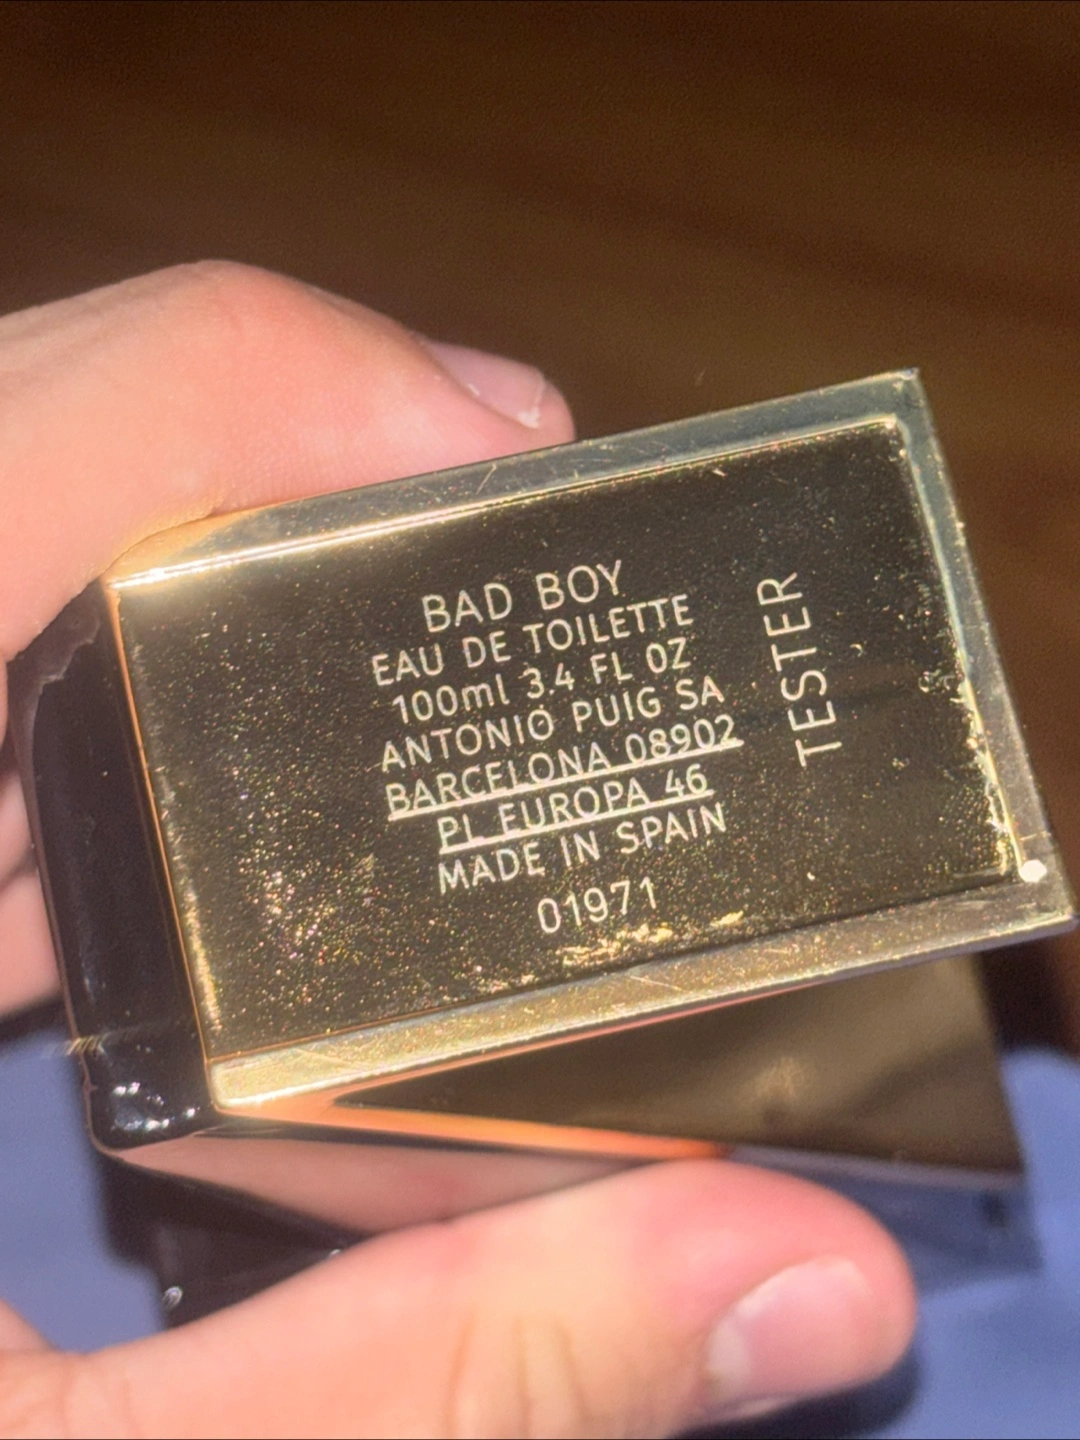 BAD BOY
EAU DE TOILETTE
100ml 3.4 FL OZ
ANTONIO PUIG SA
BARCELONA 08902
PL EUROPA 46
MADE IN SPAIN
01971
TESTER